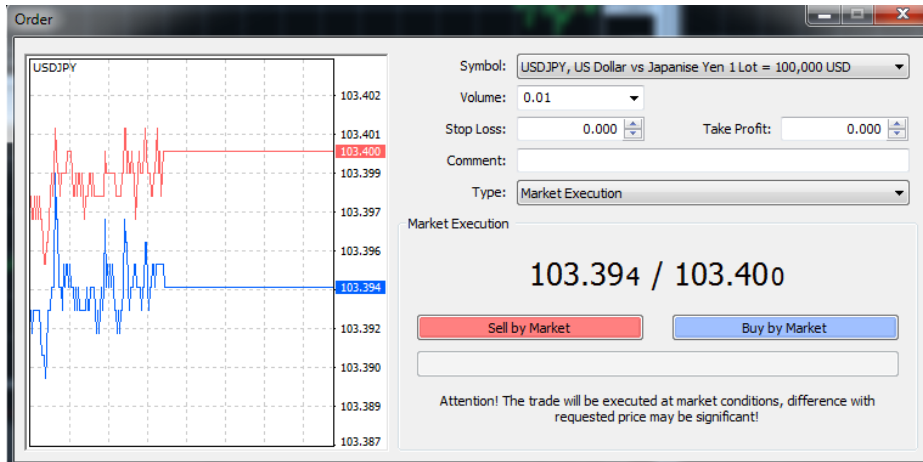 Order
USDJPY
103.402
103.401
103.400
103.399
103.397
103.396
103.394
103.392
103.390
103.389
103.387
Symbol: USDJPY, US Dollar vs Japanise Yen 1 Lot = 100,000 USD
Volume: 0.01
Stop Loss: 0.000 Take Profit: 0.000
Comment:
Type: Market Execution
Market Execution
103.394 / 103.400
Sell by Market Buy by Market
Attention! The trade will be executed at market conditions, difference with
requested price may be significant!